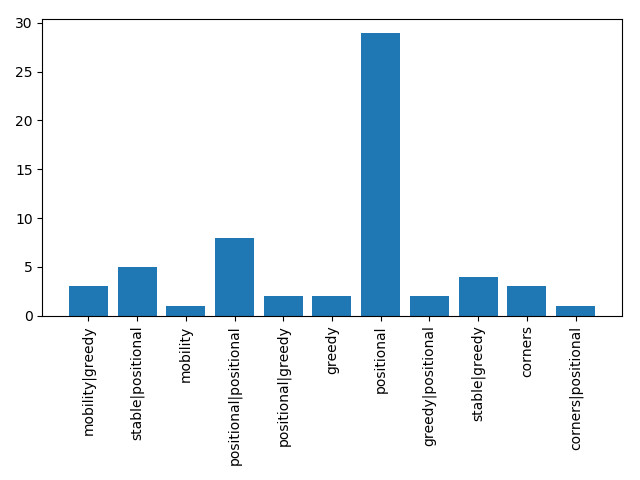 30
25
20
15
10
5
0
mobility|greedy
stable|positional
mobility
positional|positional
positional|greedy
greedy
positional
greedy|positional
stable|greedy
corners
corners|positional